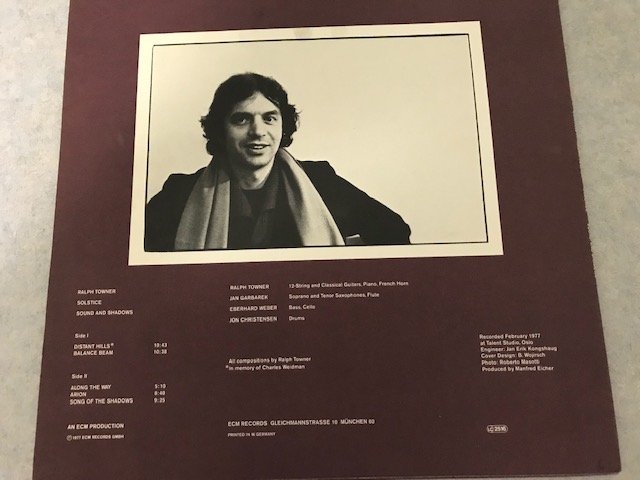 RALPH TOWNER
SOLSTICE
SOUND AND SHADOWS
Side I
DISTANT HILLS* 10:43
BALANCE BEAM 10:38
Side II
ALONG THE WAY 5:10
ARION 8:40
SONG OF THE SHADOWS 9:25
AN ECM PRODUCTION
Ⓟ 1977 ECM RECORDS GMBH
RALPH TOWNER 12-String and Classical Guitars, Piano, French Horn
JAN GARBAREK Soprano and Tenor Saxophones, Flute
EBERHARD WEBER Bass, Cello
JON CHRISTENSEN Drums
All compositions by Ralph Towner
*In memory of Charles Weidman
ECM RECORDS GLEICHMANNSTRASSE 10 MÜNCHEN 60
PRINTED IN W. GERMANY
Recorded February 1977
at Talent Studio, Oslo
Engineer: Jan Erik Kongshaug
Cover Design: B. Wojirsch
Photo: Roberto Masotti
Produced by Manfred Eicher
LC 2516